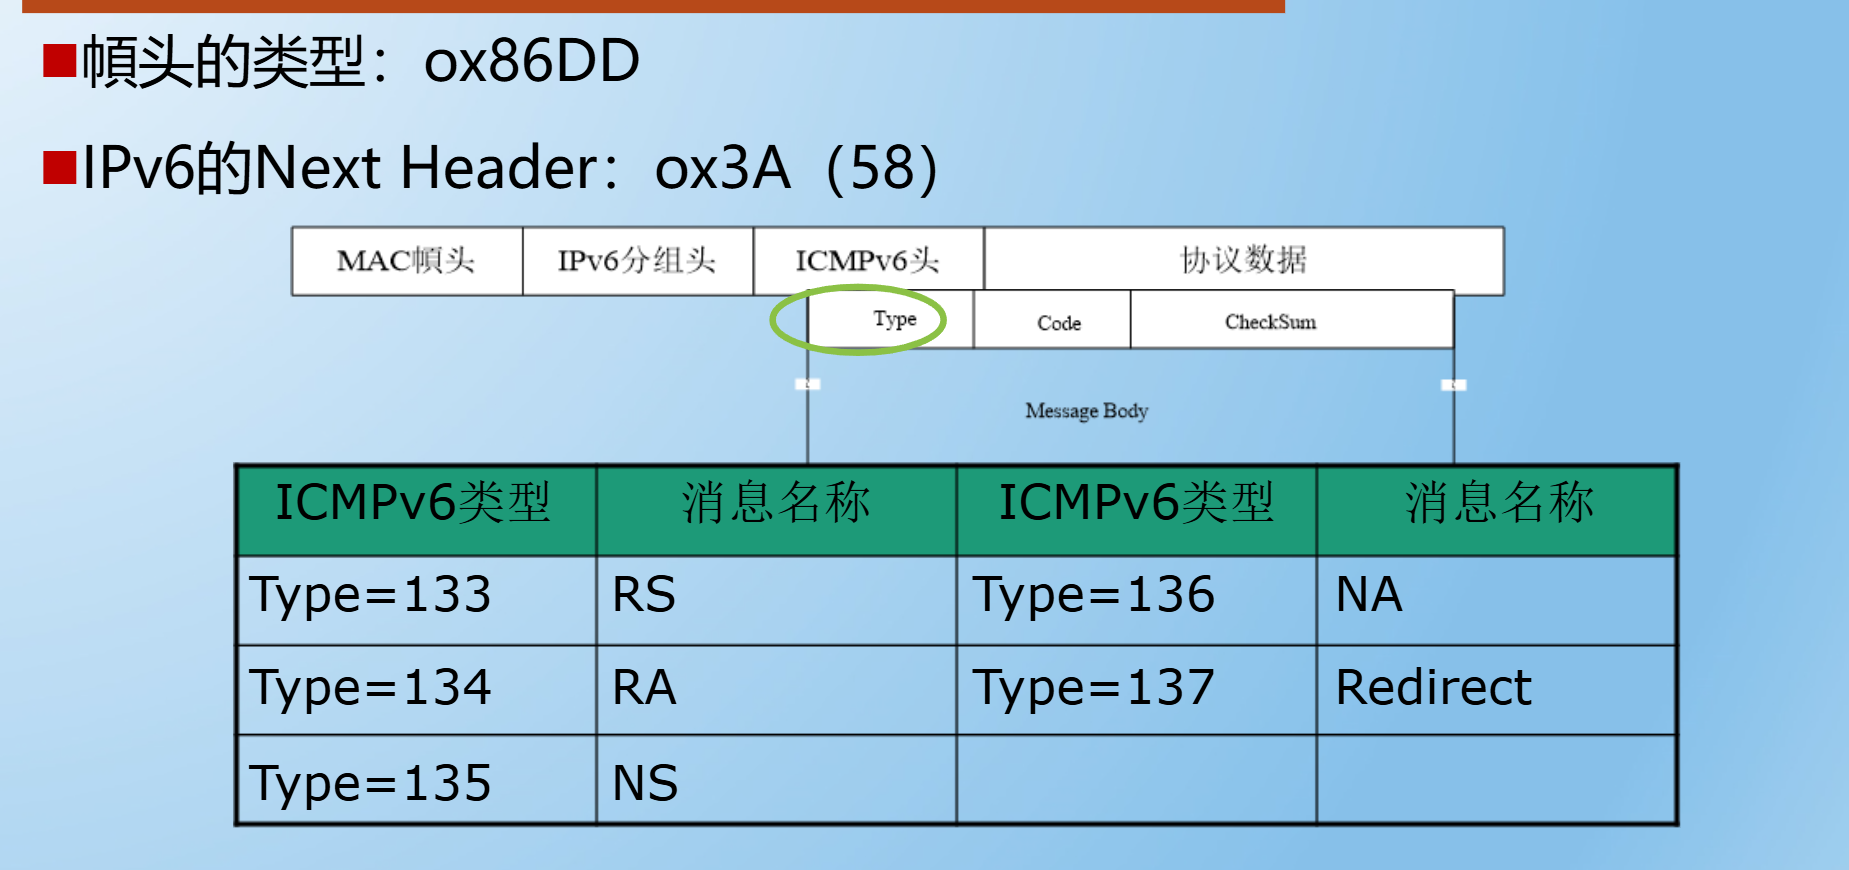 ■幀头的类型：ox86DD
■IPv6的Next Header：ox3A（58）
MAC幀头 IPv6分组头 ICMPv6头 协议数据
Type Code CheckSum
Message Body
ICMPv6类型 消息名称 ICMPv6类型 消息名称
Type=133 RS Type=136 NA
Type=134 RA Type=137 Redirect
Type=135 NS